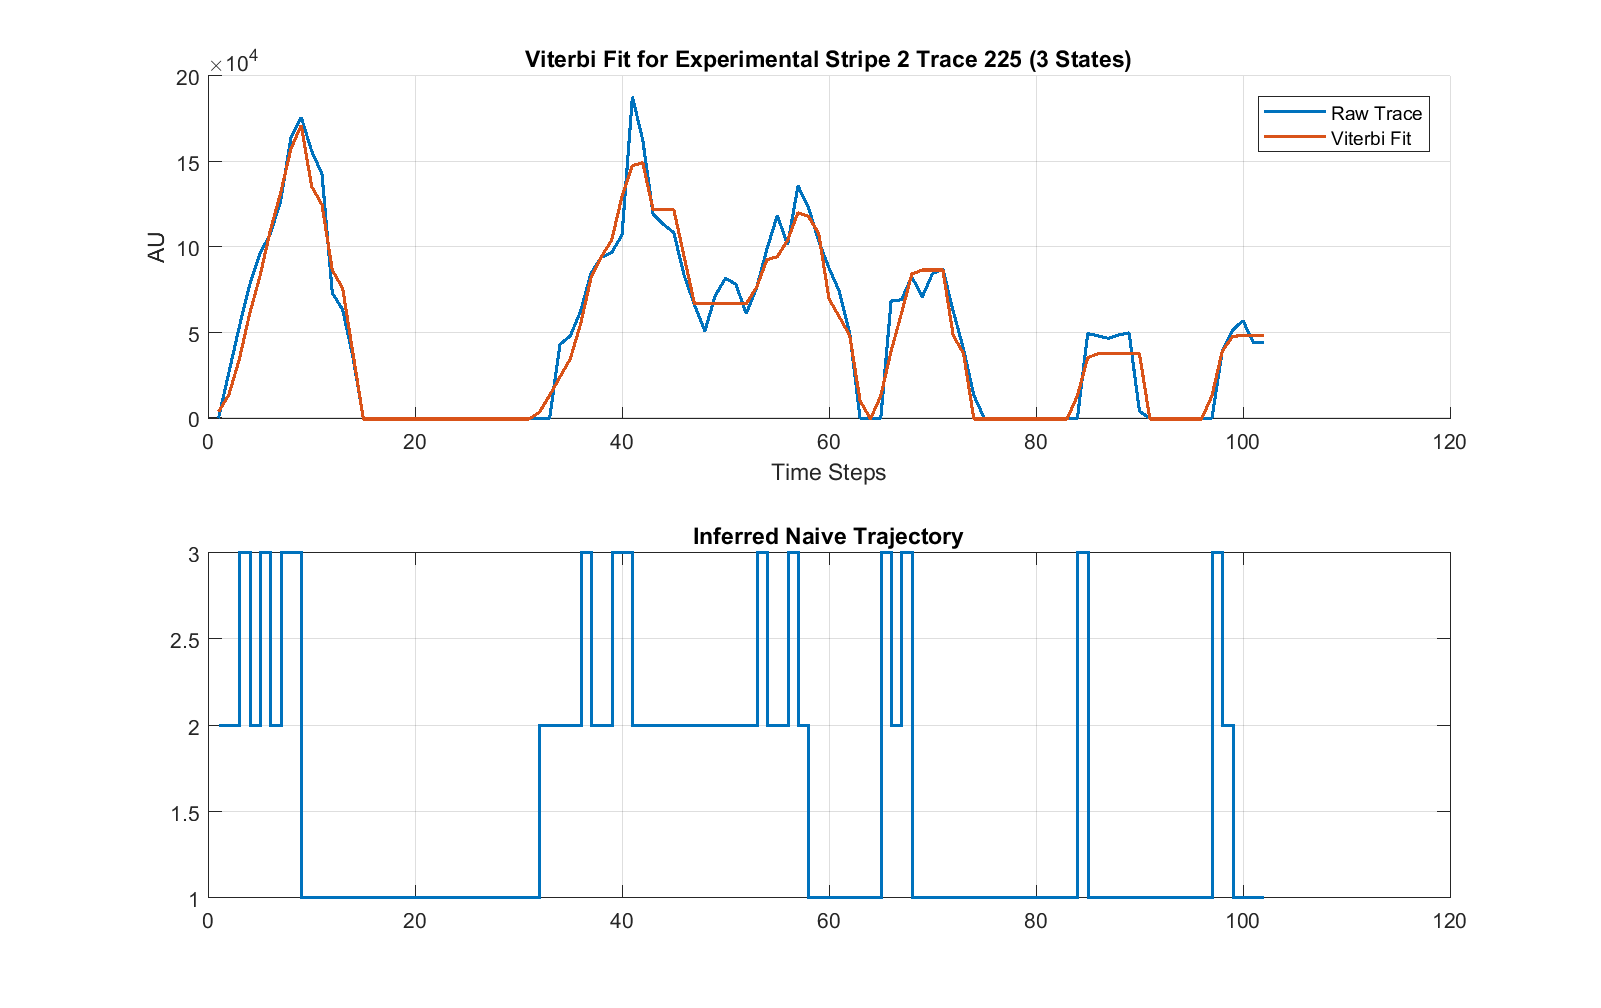 Viterbi Fit for Experimental Stripe 2 Trace 225 (3 States)
×10^4
20
15
10
5
0
AU
0 20 40 60 80 100 120
Time Steps
Raw Trace
Viterbi Fit
Inferred Naive Trajectory
3
2.5
2
1.5
1
0 20 40 60 80 100 120